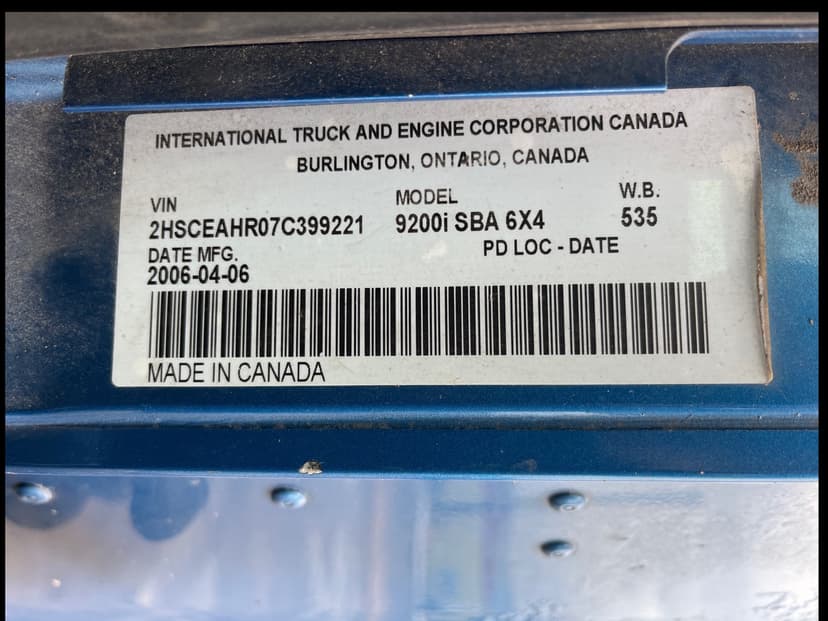 INTERNATIONAL TRUCK AND ENGINE CORPORATION CANADA
BURLINGTON, ONTARIO, CANADA
VIN MODEL W.B.
2HSCEAHR07C399221 9200i SBA 6X4 535
DATE MFG. PD LOC - DATE
2006-04-06
MADE IN CANADA